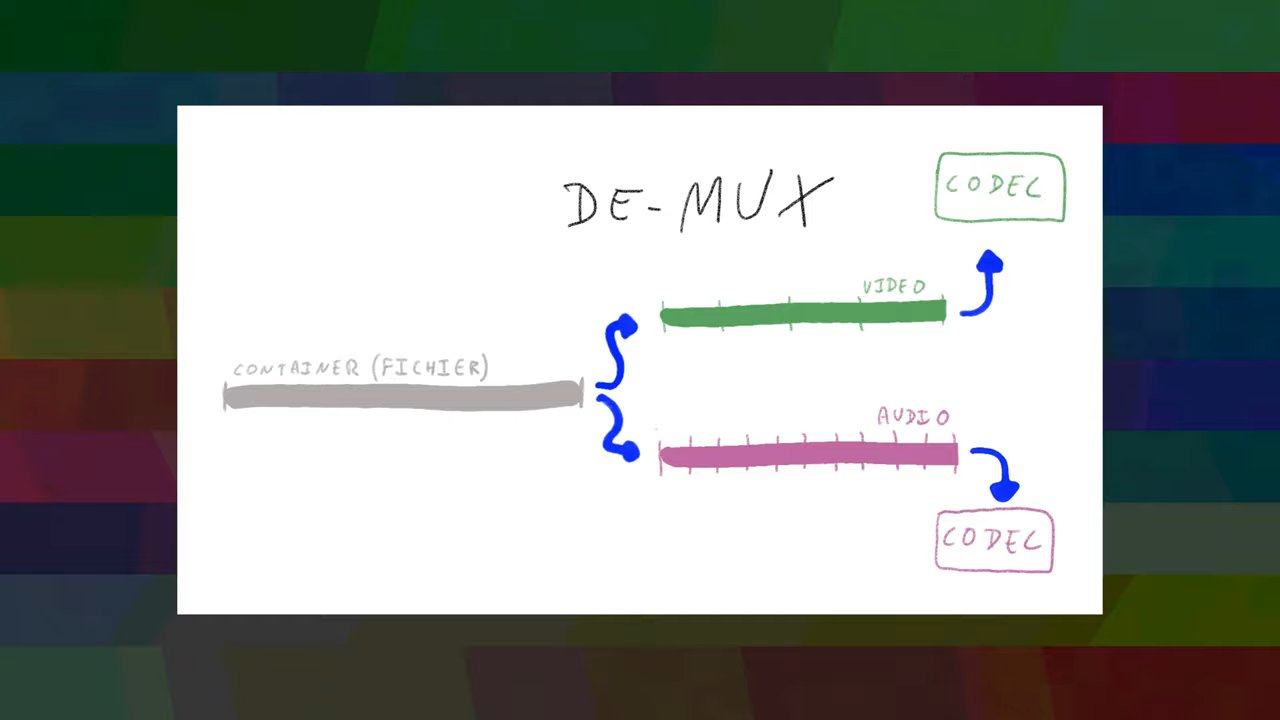 DE-MUX
CODEC
VIDEO
CONTAINER (FICHIER)
AUDIO
CODEC